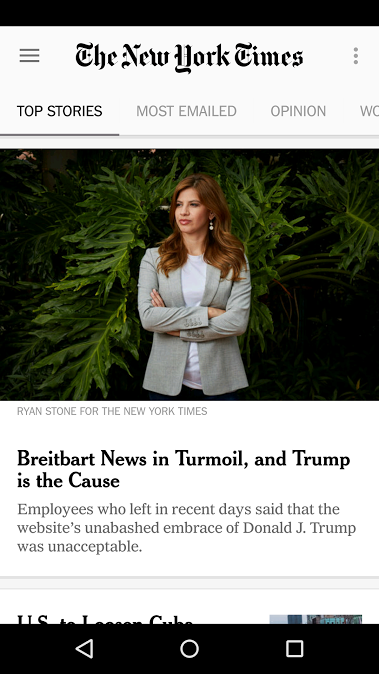 The New York Times
TOP STORIES MOST EMAILED OPINION WO
RYAN STONE FOR THE NEW YORK TIMES
Breitbart News in Turmoil, and Trump
is the Cause
Employees who left in recent days said that the
website's unabashed embrace of Donald J. Trump
was unacceptable.
U.S. to Loosen Cuba